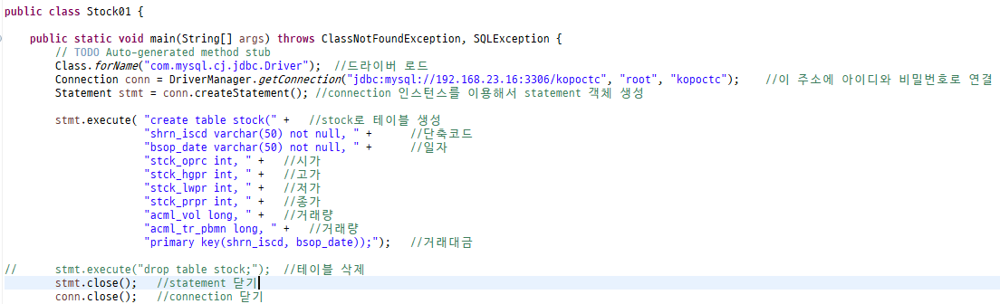 public class Stock01 {
public static void main(String[] args) throws ClassNotFoundException, SQLException {
// TODO Auto-generated method stub
Class.forName("com.mysql.cj.jdbc.Driver");  //드라이버 로드
Connection conn = DriverManager.getConnection("jdbc:mysql://192.168.23.16:3306/kopoctc", "root", "kopoctc");    //이 주소에 아이디와 비밀번호로 연결
Statement stmt = conn.createStatement(); //connection 인스턴스를 이용해서 statement 객체 생성
stmt.execute( "create table stock(" +   //stock로 테이블 생성
"shrn_iscd varchar(50) not null, " +      //단축코드
"bsop_date varchar(50) not null, " +      //일자
"stck_oprc int, " +   //시가
"stck_hgpr int, " +   //고가
"stck_lwpr int, " +   //저가
"stck_prpr int, " +   //종가
"acml_vol long, " +   //거래량
"acml_tr_pbmn long, " +   //거래량
"primary key(shrn_iscd, bsop_date));");   //거래대금
//      stmt.execute("drop table stock;");  //테이블 삭제
stmt.close();   //statement 닫기
conn.close();   //connection 닫기